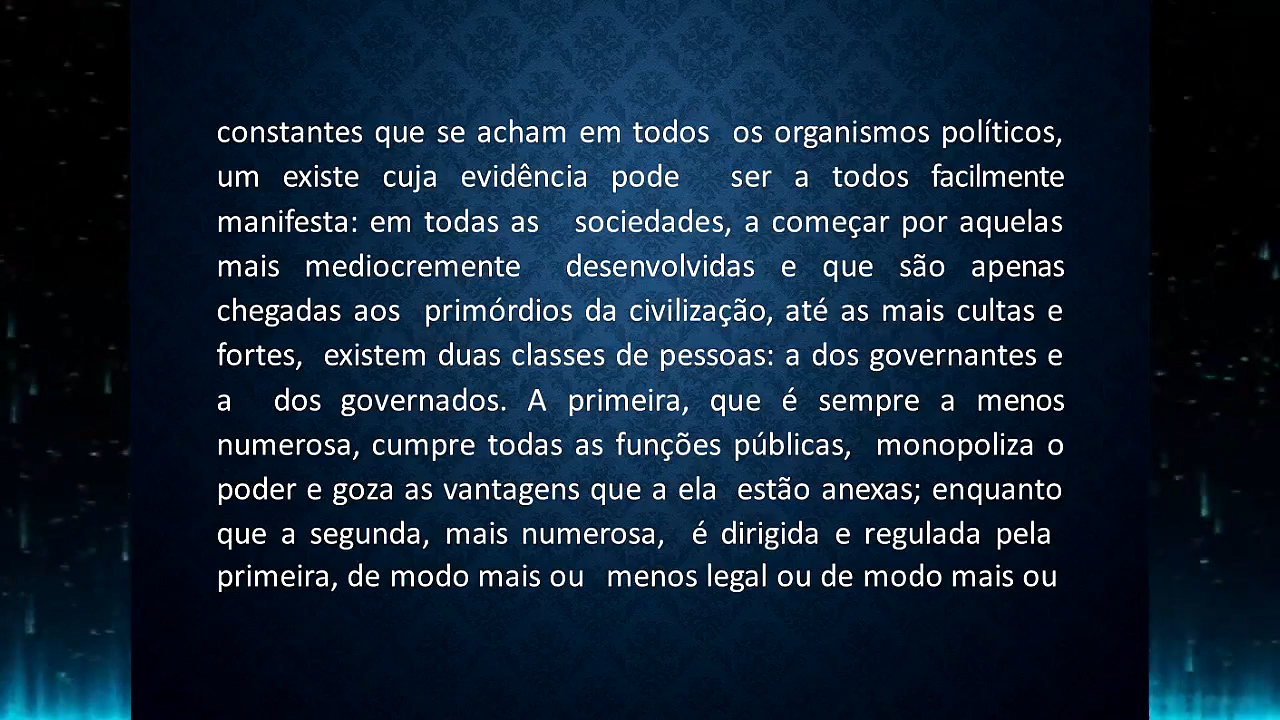 constantes que se acham em todos os organismos políticos,
um existe cuja evidência pode ser a todos facilmente
manifesta: em todas as sociedades, a começar por aquelas
mais mediocremente desenvolvidas e que são apenas
chegadas aos primórdios da civilização, até as mais cultas e
fortes, existem duas classes de pessoas: a dos governantes e
a dos governados. A primeira, que é sempre a menos
numerosa, cumpre todas as funções públicas, monopoliza o
poder e goza as vantagens que a ela estão anexas; enquanto
que a segunda, mais numerosa, é dirigida e regulada pela
primeira, de modo mais ou menos legal ou de modo mais ou